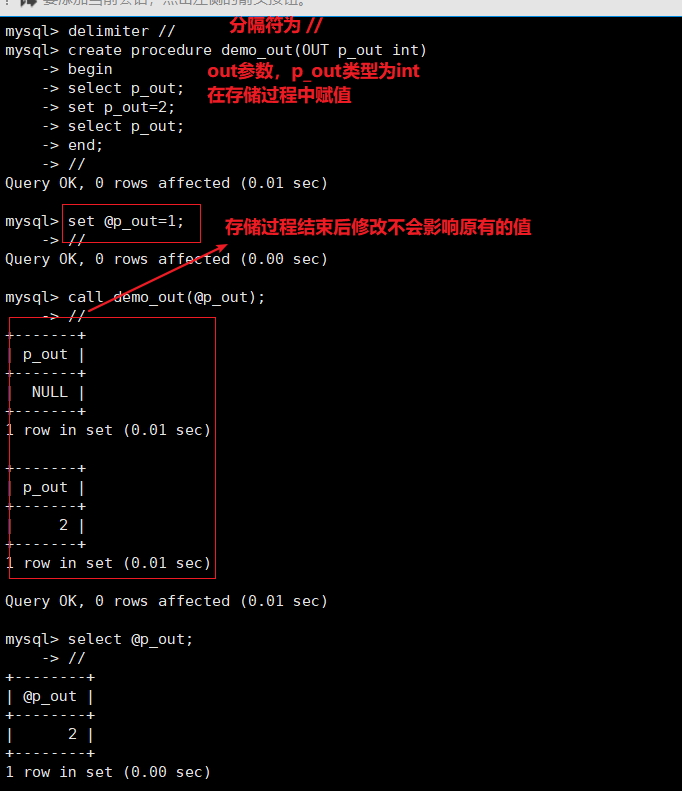 mysql> delimiter //
分隔符为 //
mysql> create procedure demo_out(OUT p_out int)
-> begin
out参数，p_out类型为int
-> select p_out;
在存储过程中赋值
-> set p_out=2;
-> select p_out;
-> end;
-> //
Query OK, 0 rows affected (0.01 sec)
mysql> set @p_out=1;
存储过程结束后修改不会影响原有的值
-> //
Query OK, 0 rows affected (0.00 sec)
mysql> call demo_out(@p_out);
-> //
+-------+
| p_out |
+-------+
|  NULL |
+-------+
1 row in set (0.01 sec)
+-------+
| p_out |
+-------+
|     2 |
+-------+
1 row in set (0.01 sec)
Query OK, 0 rows affected (0.01 sec)
mysql> select @p_out;
-> //
+--------+
| @p_out |
+--------+
|      2 |
+--------+
1 row in set (0.00 sec)